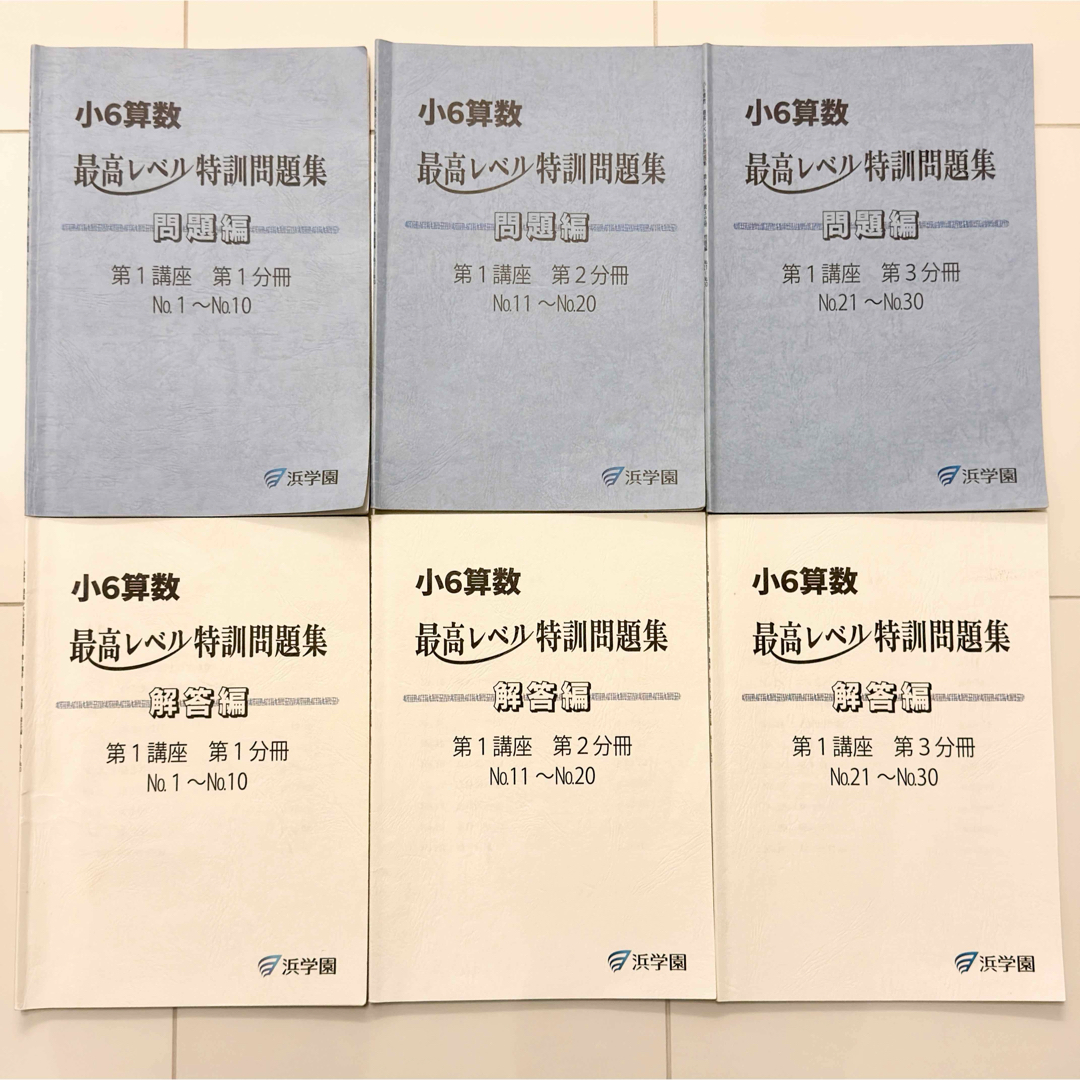 小6算数
最高レベル特訓問題集
問題編
第1講座 第1分冊
No.1～No.10
浜学園
小6算数
最高レベル特訓問題集
問題編
第1講座 第2分冊
No.11～No.20
浜学園
小6算数
最高レベル特訓問題集
問題編
第1講座 第3分冊
No.21～No.30
浜学園
小6算数
最高レベル特訓問題集
解答編
第1講座 第1分冊
No.1～No.10
浜学園
小6算数
最高レベル特訓問題集
解答編
第1講座 第2分冊
No.11～No.20
浜学園
小6算数
最高レベル特訓問題集
解答編
第1講座 第3分冊
No.21～No.30
浜学園